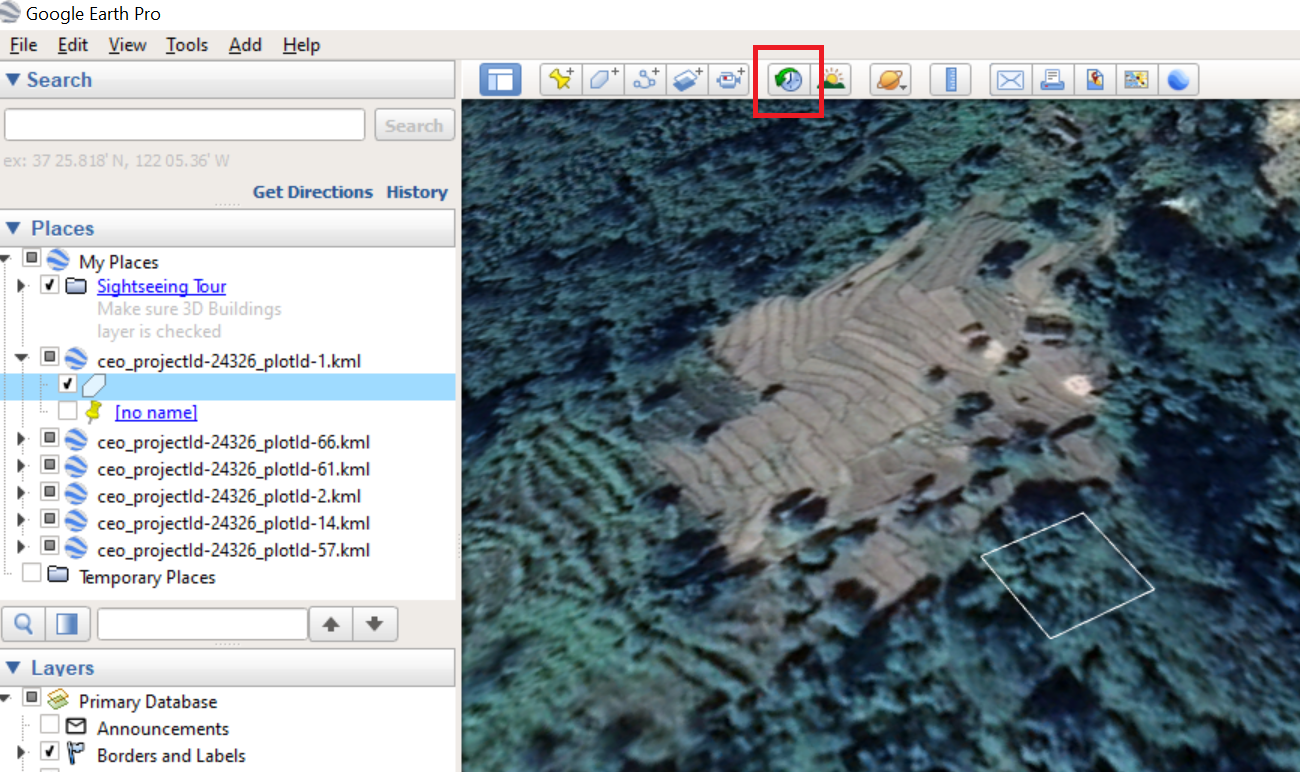 Google Earth Pro
File Edit View Tools Add Help
Search
Search
ex: 37 25.818' N, 122 05.36' W
Get Directions History
Places
My Places
Sightseeing Tour
Make sure 3D Buildings
layer is checked
ceo_projectId-24326_plotId-1.kml
[no name]
ceo_projectId-24326_plotId-66.kml
ceo_projectId-24326_plotId-61.kml
ceo_projectId-24326_plotId-2.kml
ceo_projectId-24326_plotId-14.kml
ceo_projectId-24326_plotId-57.kml
Temporary Places
Layers
Primary Database
Announcements
Borders and Labels